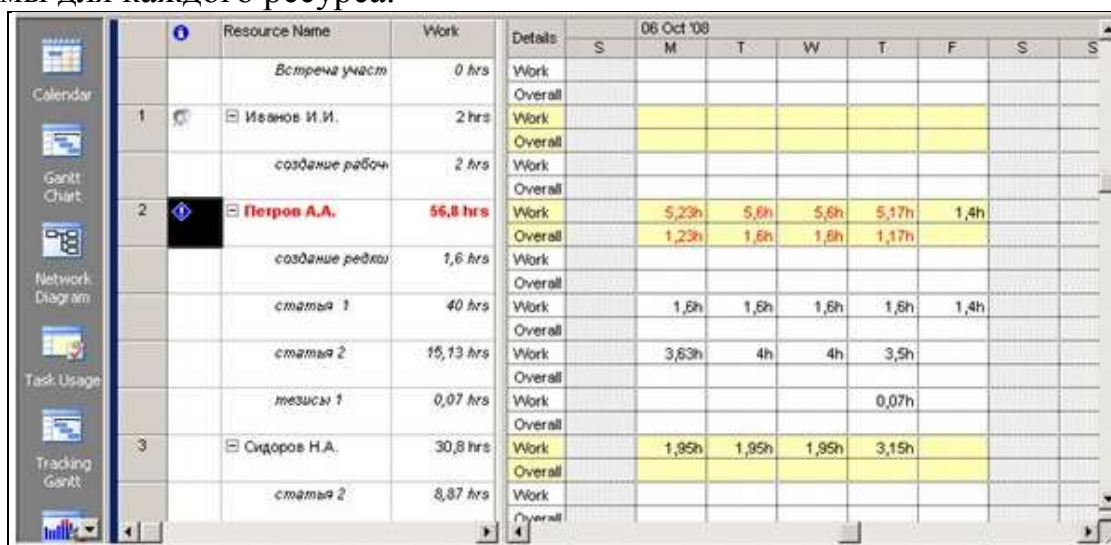 мы для каждого ресурса.
Resource Name Work Details 06 Oct '08
S M T W T F S S
Calendar
Gantt Chart
Network Diagram
Task Usage
Tracking Gantt
Встреча участ 0 hrs Work
Overall
1 Иванов И.И. 2 hrs Work
Overall
создание рабоч 2 hrs Work
Overall
2 Петров А.А. 56,8 hrs Work 5,23h 5,6h 5,6h 5,17h 1,4h
Overall 1,23h 1,6h 1,6h 1,17h
создание редкол 1,6 hrs Work
Overall
статья 1 40 hrs Work 1,6h 1,6h 1,6h 1,6h 1,4h
Overall
статья 2 15,13 hrs Work 3,63h 4h 4h 3,5h
Overall
тезисы 1 0,07 hrs Work 0,07h
Overall
3 Сидоров Н.А. 30,8 hrs Work 1,95h 1,95h 1,95h 3,15h
Overall
статья 2 8,87 hrs Work
Overall